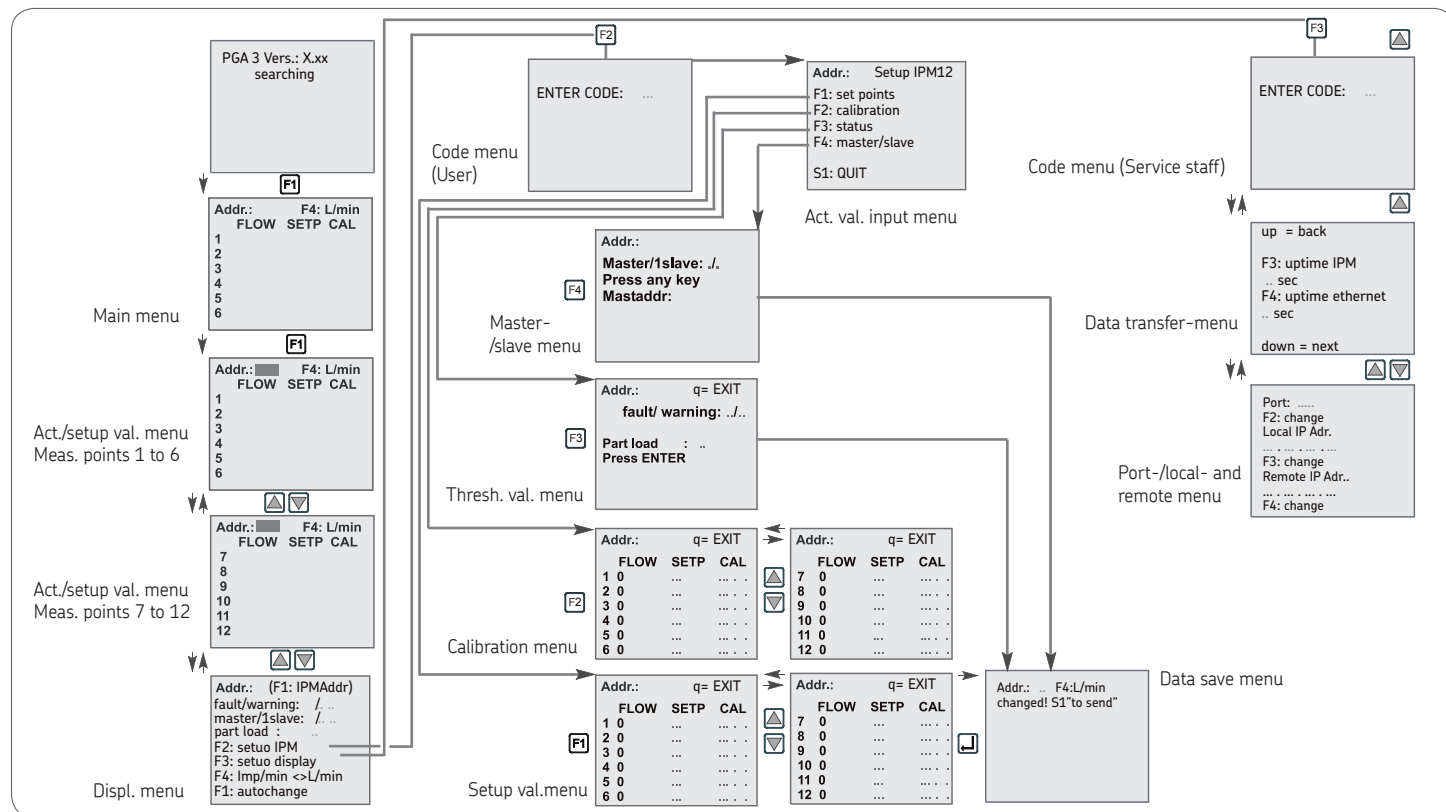 PGA 3 Vers.: X.xx
searching
F1
Addr.: F4: L/min
FLOW SETP CAL
1
2
3
4
5
6
Main menu
F1
Addr.: F4: L/min
FLOW SETP CAL
1
2
3
4
5
6
Act./setup val. menu
Meas. points 1 to 6
Addr.: F4: L/min
FLOW SETP CAL
7
8
9
10
11
12
Act./setup val. menu
Meas. points 7 to 12
Addr.: (F1: IPMAddr)
fault/warning: /.. ..
master/1slave: /.. ..
part load : ..
F2: setuo IPM
F3: setuo display
F4: Imp/min <>L/min
F1: autochange
Displ. menu
F2
ENTER CODE: ...
Code menu
(User)
Addr.: Setup IPM12
F1: set points
F2: calibration
F3: status
F4: master/slave
S1: QUIT
Act. val. input menu
Addr.:
Master/1slave: ./.
Press any key
Mastaddr:
F4
Master-
/slave menu
Addr.: q= EXIT
fault/ warning: ../..
Part load : ..
Press ENTER
F3
Thresh. val. menu
Addr.: q= EXIT
FLOW SETP CAL
1 0 ... ... . .
2 0 ... ... . .
3 0 ... ... . .
4 0 ... ... . .
5 0 ... ... . .
6 0 ... ... . .
F2
Calibration menu
Addr.: q= EXIT
FLOW SETP CAL
7 0 ... ... . .
8 0 ... ... . .
9 0 ... ... . .
10 0 ... ... . .
11 0 ... ... . .
12 0 ... ... . .
Addr.: q= EXIT
FLOW SETP CAL
1 0 ... ... . .
2 0 ... ... . .
3 0 ... ... . .
4 0 ... ... . .
5 0 ... ... . .
6 0 ... ... . .
F1
Setup val.menu
Addr.: q= EXIT
FLOW SETP CAL
7 0 ... ... . .
8 0 ... ... . .
9 0 ... ... . .
10 0 ... ... . .
11 0 ... ... . .
12 0 ... ... . .
Addr.: .. F4:L/min
changed! S1"to send"
Data save menu
F3
ENTER CODE: ...
Code menu (Service staff)
up = back
F3: uptime IPM
.. sec
F4: uptime ethernet
.. sec
down = next
Data transfer-menu
Port: .....
F2: change
Local IP Adr.
... . ... . ... . ...
F3: change
Remote IP Adr..
... . ... . ... . ...
F4: change
Port-/local- and
remote menu